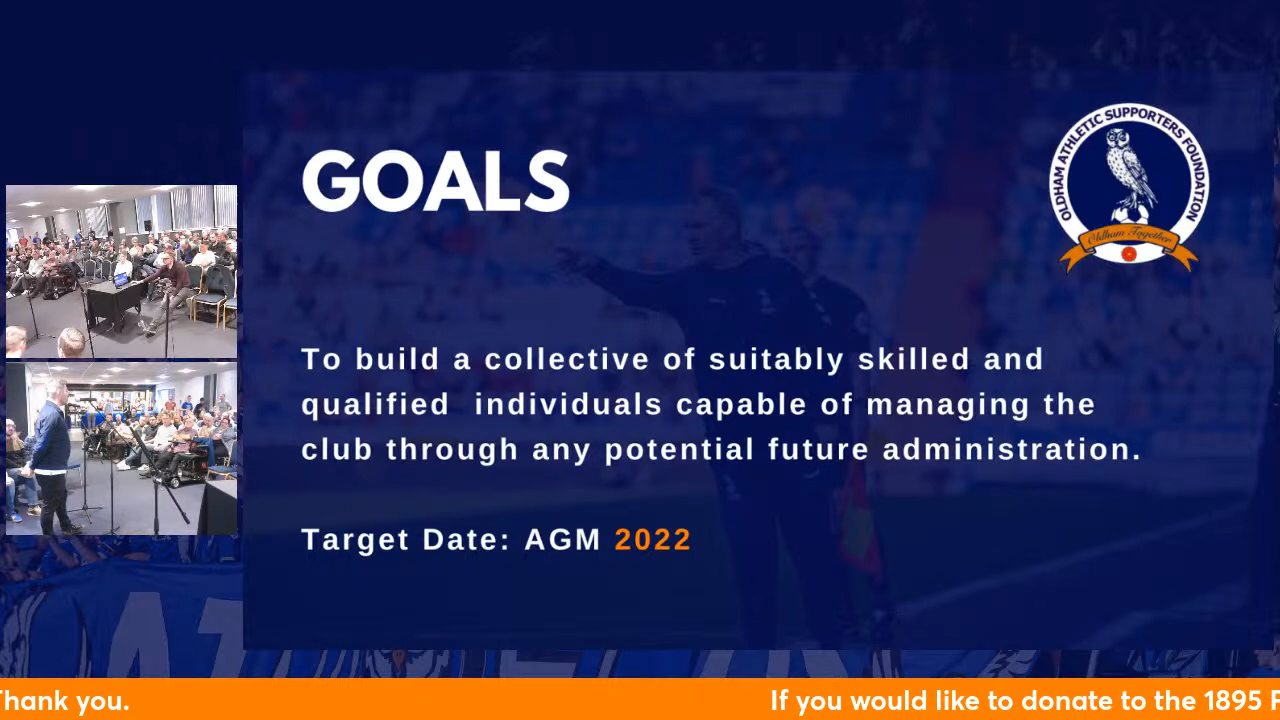 GOALS
OLDHAM ATHLETIC SUPPORTERS FOUNDATION
Oldham Together
To build a collective of suitably skilled and
qualified individuals capable of managing the
club through any potential future administration.
Target Date: AGM 2022
Thank you.
If you would like to donate to the 1895 F